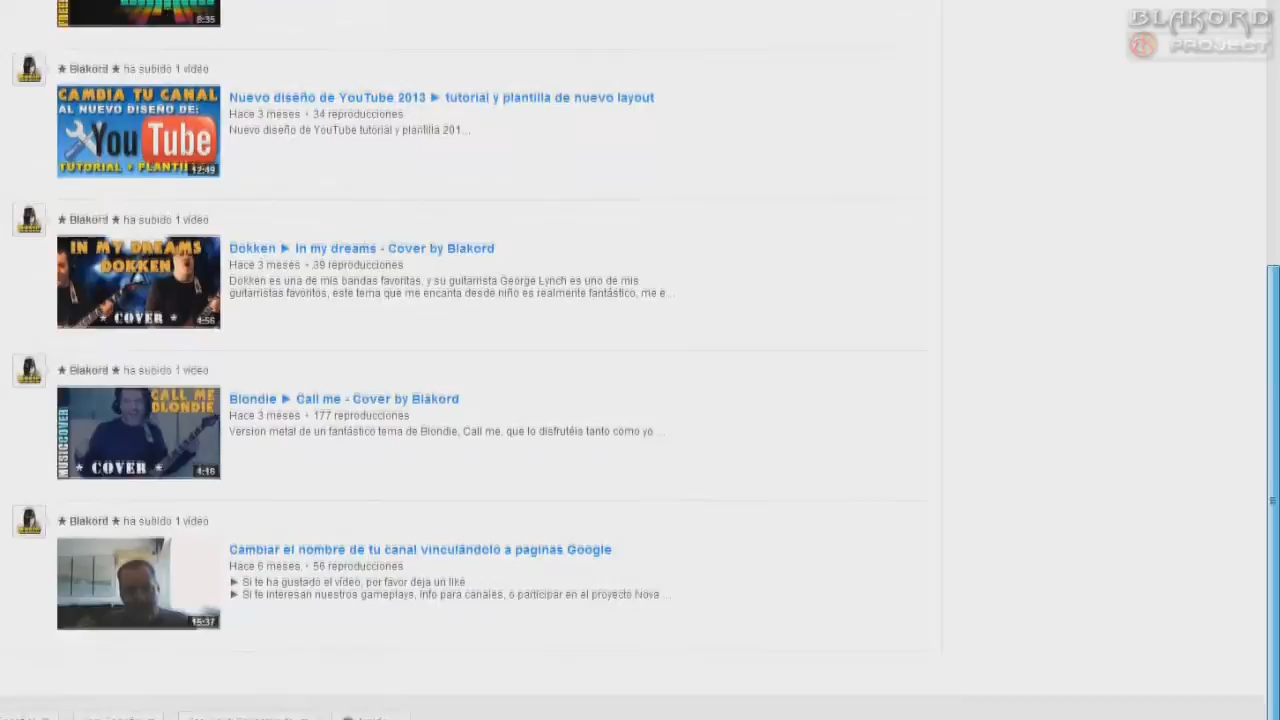 BLAKORD
PROJECT
8:35
★ Blakord ★ ha subido 1 vídeo
CAMBIA TU CANAL
AL NUEVO DISEÑO DE:
YouTube
TUTORIAL + PLANTIL
12:49
Nuevo diseño de YouTube 2013 ► tutorial y plantilla de nuevo layout
Hace 3 meses • 34 reproducciones
Nuevo diseño de YouTube tutorial y plantilla 201...
★ Blakord ★ ha subido 1 vídeo
IN MY DREAMS
DOKKEN
* COVER *
4:56
Dokken ► In my dreams - Cover by Blakord
Hace 3 meses • 39 reproducciones
Dokken es una de mis bandas favoritas, y su guitarrista George Lynch es uno de mis
guitarristas favoritos, este tema que me encanta desde niño es realmente fantástico, me e...
★ Blakord ★ ha subido 1 vídeo
CALL ME
BLONDIE
MUSICCOVER
* COVER *
4:16
Blondie ► Call me - Cover by Blakord
Hace 3 meses • 177 reproducciones
Version metal de un fantástico tema de Blondie, Call me, que lo disfrutéis tanto como yo ...
★ Blakord ★ ha subido 1 vídeo
15:37
Cambiar el nombre de tu canal vinculándolo a paginas Google
Hace 6 meses • 56 reproducciones
► Si te ha gustado el vídeo, por favor deja un like
► Si te interesan nuestros gameplays, info para canales, o participar en el proyecto Nova ...